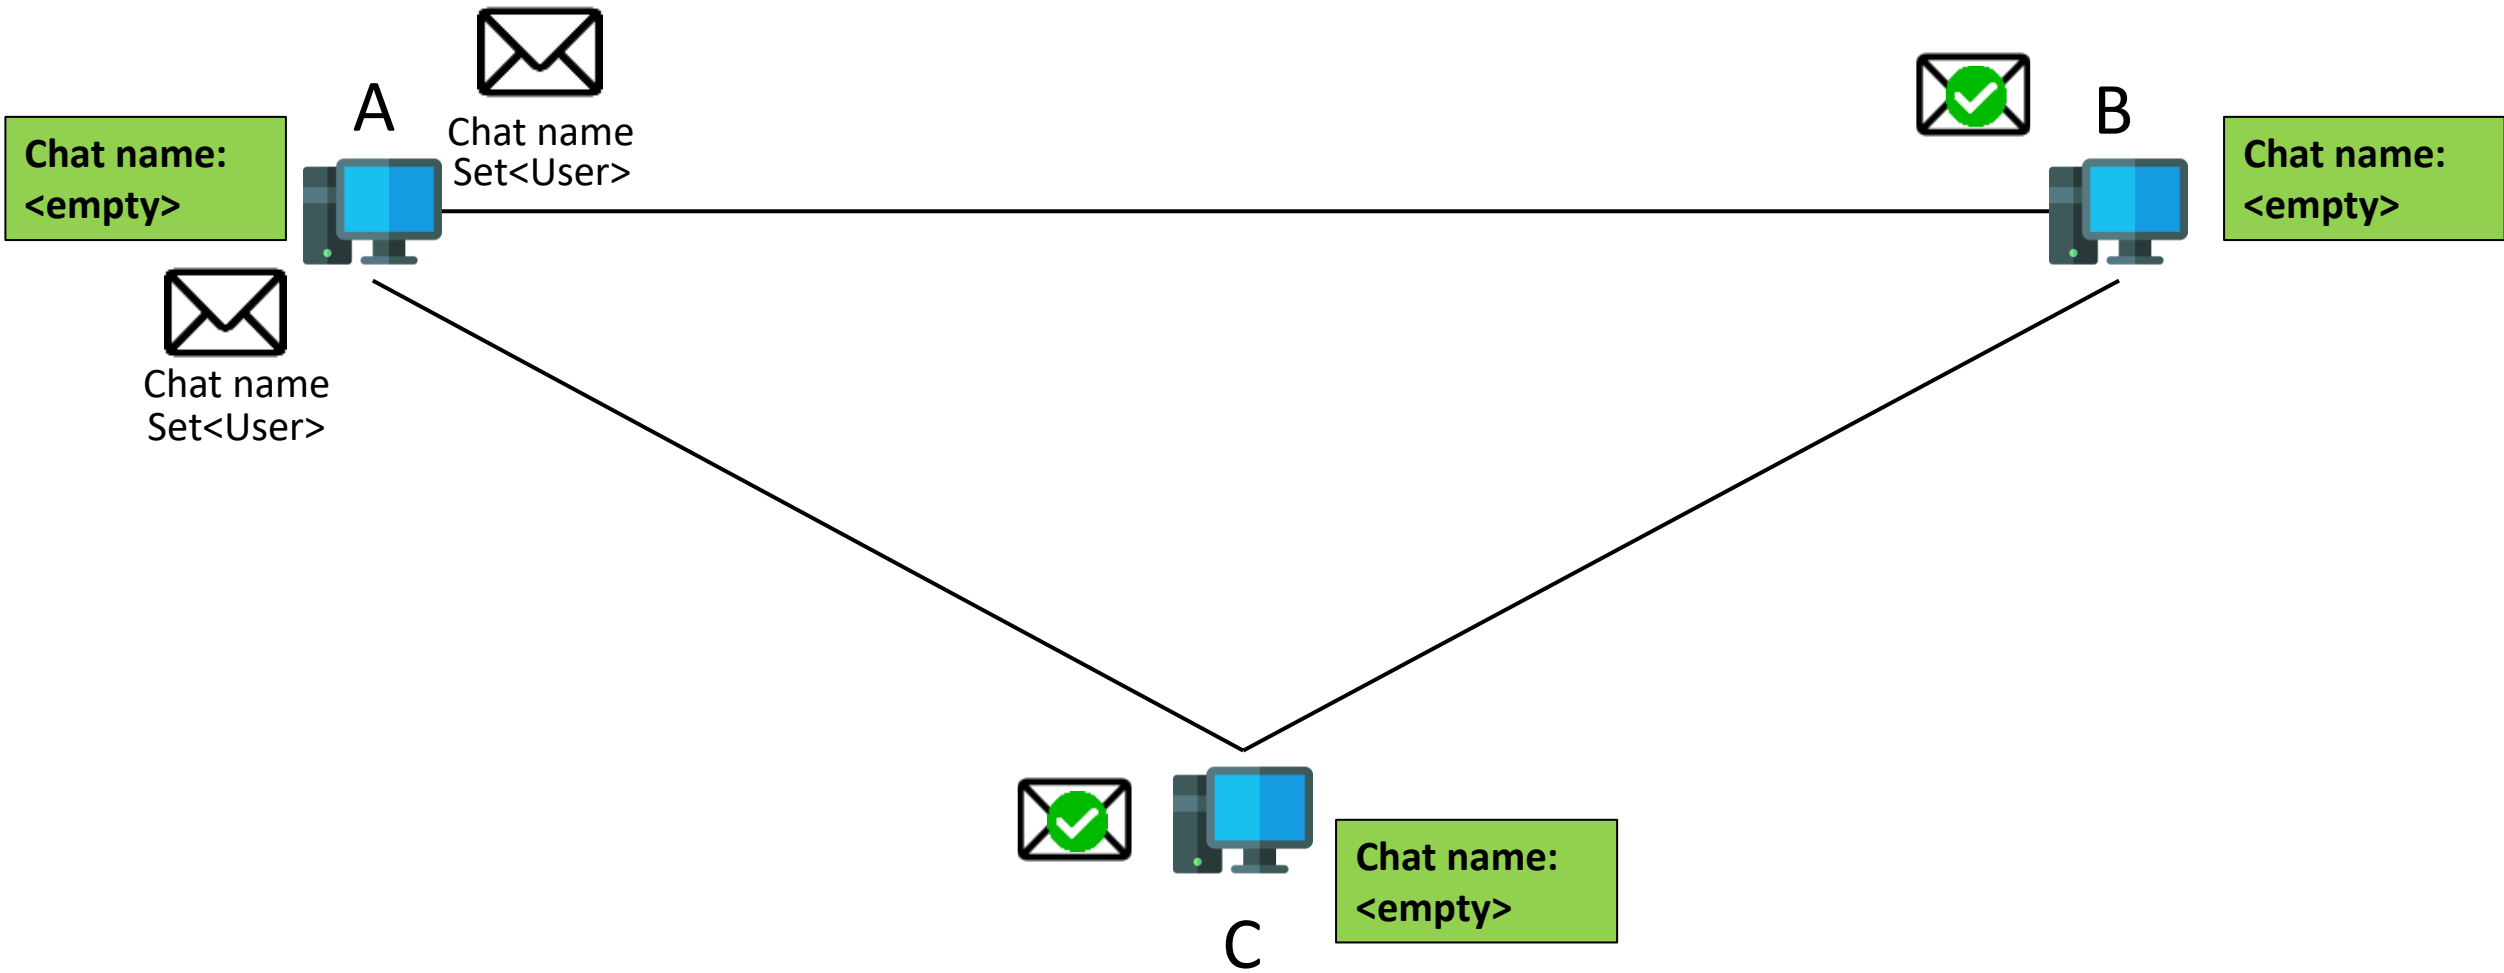 A
Chat name
Set<User>
Chat name:
<empty>
B
Chat name:
<empty>
Chat name
Set<User>
Chat name:
<empty>
C